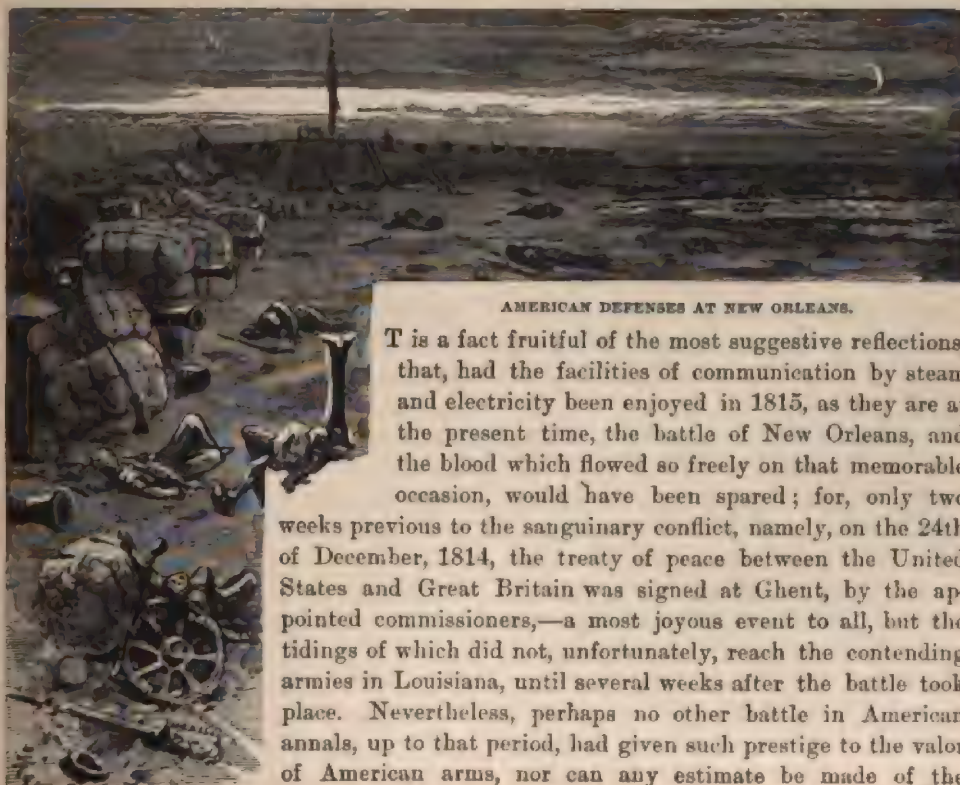 AMERICAN DEFENSES AT NEW ORLEANS.
IT is a fact fruitful of the most suggestive reflections
that, had the facilities of communication by steam
and electricity been enjoyed in 1815, as they are a
the present time, the battle of New Orleans, and
the blood which flowed so freely on that memorable
occasion, would have been spared; for, only two
weeks previous to the sanguinary conflict, namely, on the 24th
of December, 1814, the treaty of peace between the United
States and Great Britain was signed at Ghent, by the ap-
pointed commissioners,—a most joyous event to all, but the
tidings of which did not, unfortunately, reach the contending
armies in Louisiana, until several weeks after the battle took
place. Nevertheless, perhaps no other battle in American
annals, up to that period, had given such prestige to the valor
of American arms, nor can any estimate be made of the